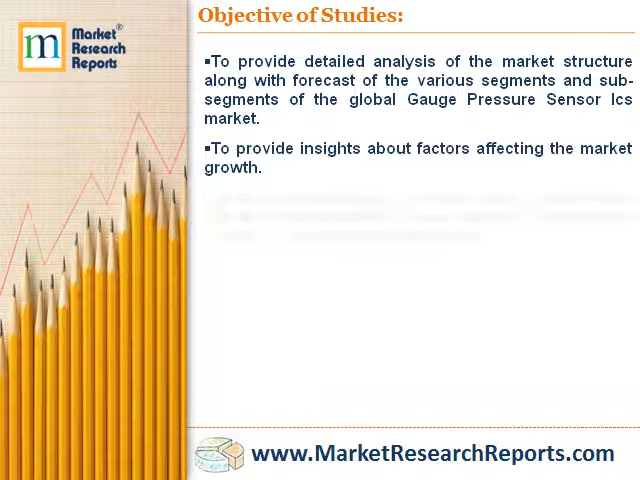 m Market®
Research
Reports
Objective of Studies:
▪To provide detailed analysis of the market structure
along with forecast of the various segments and sub-
segments of the global Gauge Pressure Sensor Ics
market.
▪To provide insights about factors affecting the market
growth.
www.MarketResearchReports.com